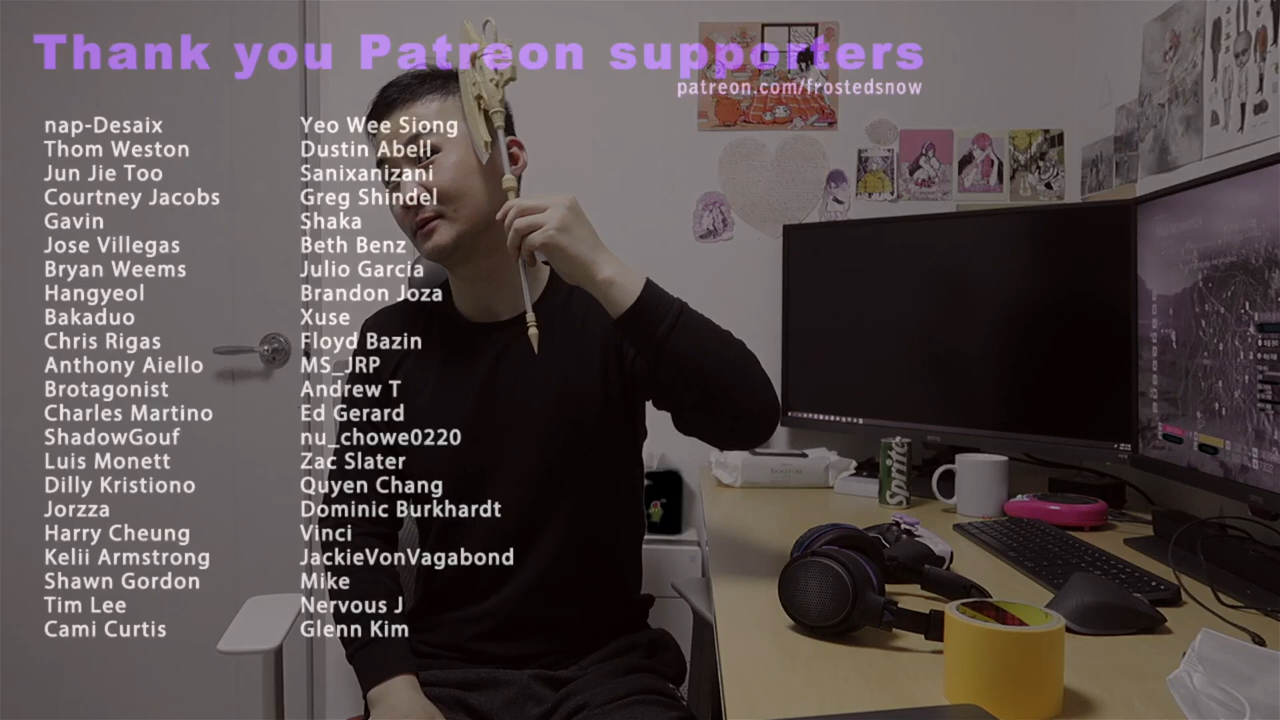 Thank you Patreon supporters
patreon.com/frostedsnow
nap-Desaix
Thom Weston
Jun Jie Too
Courtney Jacobs
Gavin
Jose Villegas
Bryan Weems
Hangyeol
Bakaduo
Chris Rigas
Anthony Aiello
Brotagonist
Charles Martino
ShadowGouf
Luis Monett
Dilly Kristiono
Jorzza
Harry Cheung
Kelii Armstrong
Shawn Gordon
Tim Lee
Cami Curtis
Yeo Wee Siong
Dustin Abell
Sanixanizani
Greg Shindel
Shaka
Beth Benz
Julio Garcia
Brandon Joza
Xuse
Floyd Bazin
MS_JRP
Andrew T
Ed Gerard
nu_chowe0220
Zac Slater
Quyen Chang
Dominic Burkhardt
Vinci
JackieVonVagabond
Mike
Nervous J
Glenn Kim
Sprite